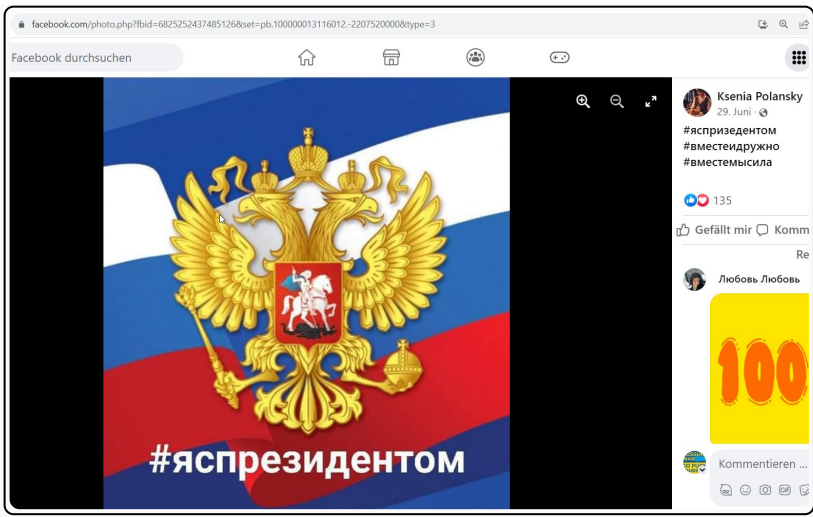 facebook.com/photo.php?fbid=6825252437485126&set=pb.100000013116012.-2207520000&type=3
Facebook durchsuchen
#яспрезидентом
Ksenia Polansky
29. Juni ·
#яспризедентом
#вместеидружно
#вместемысила
135
Gefällt mir Komm
Re
Любовь Любовь
100
Kommentieren ...
GIF